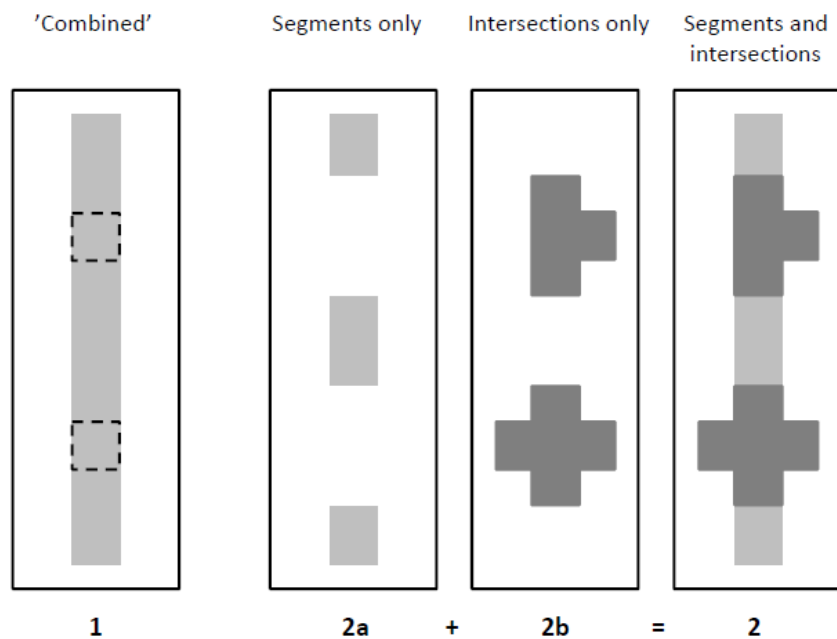 ’Combined’
Segments only
Intersections only
Segments and
intersections
1
2a + 2b = 2